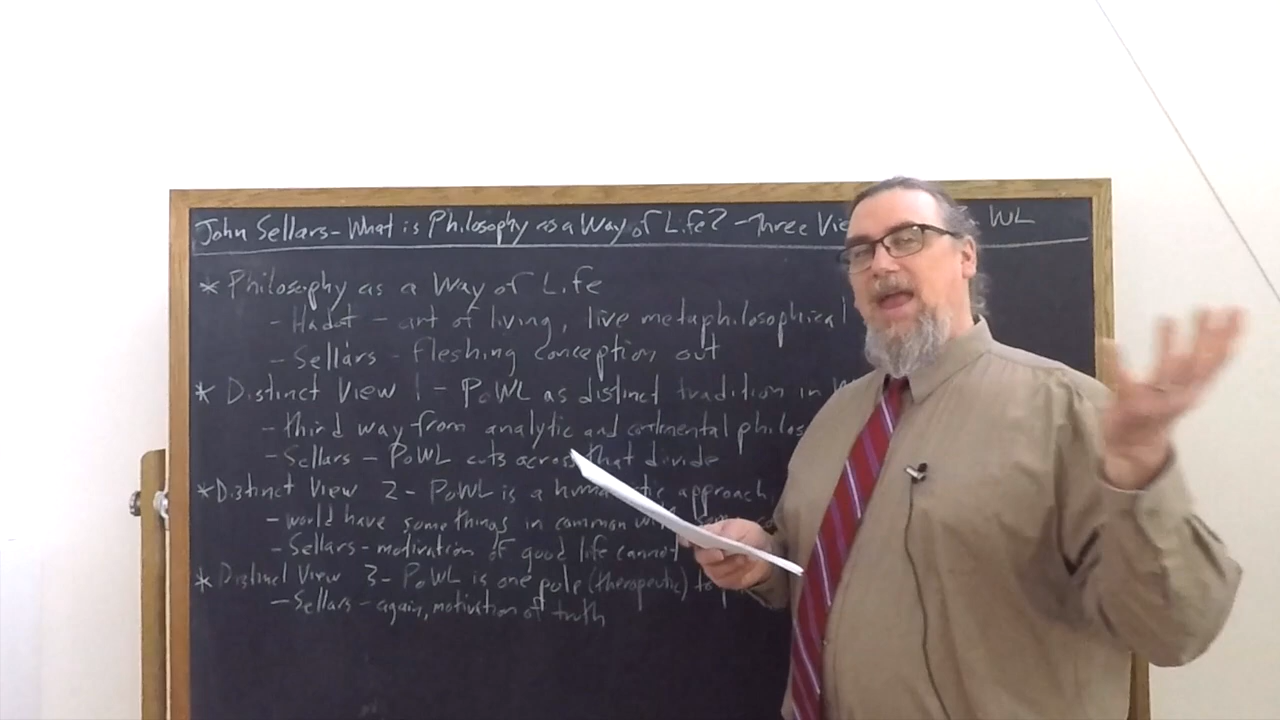 John Sellars - What is Philosophy as a Way of Life? - Three Vie WL
* Philosophy as a Way of Life
- Hadot - art of living, live metaphilosophical
- Sellars - fleshing conception out
* Distinct View 1 - PoWL as distinct tradition in
- third way from analytic and continental philos
- Sellars - PoWL cuts across that divide
* Distinct View 2 - PoWL is a humanistic approach,
- would have some things in common with
- Sellars - motivation of good life cannot
* Distinct View 3 - PoWL is one pole (therapeutic) to
- Sellars - again, motivation of truth